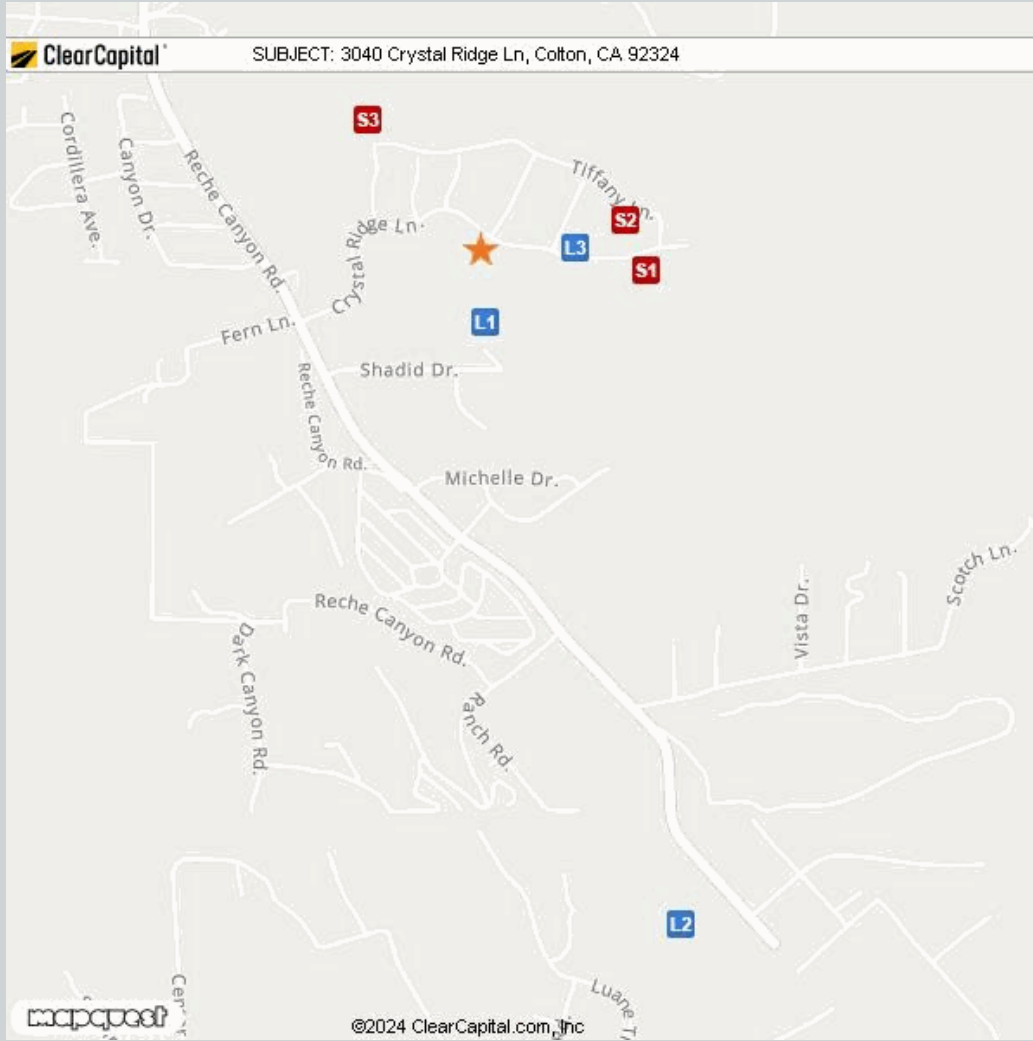 ClearCapital
SUBJECT: 3040 Crystal Ridge Ln, Colton, CA 92324
S3
Cordillera Ave.
Canyon Dr.
Reche Canyon Rd.
Tiffany Ln.
S2
Crystal Ridge Ln.
L3
S1
L1
Fern Ln.
Shadid Dr.
Reche Canyon Rd.
Michelle Dr.
Scotch Ln.
Vista Dr.
Reche Canyon Rd.
Dark Canyon Rd.
Ranch Rd.
L2
Luane
mapquest
©2024 ClearCapital.com, Inc